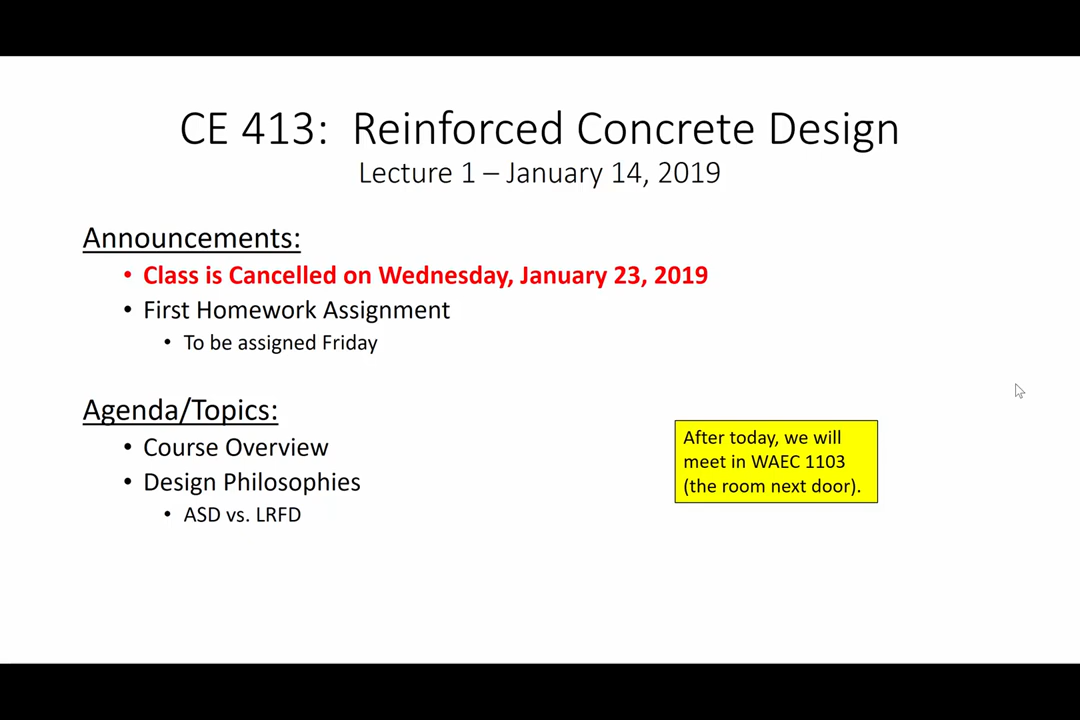 CE 413:  Reinforced Concrete Design
Lecture 1 – January 14, 2019
Announcements:
• Class is Cancelled on Wednesday, January 23, 2019
• First Homework Assignment
• To be assigned Friday
Agenda/Topics:
• Course Overview
• Design Philosophies
• ASD vs. LRFD
After today, we will
meet in WAEC 1103
(the room next door).